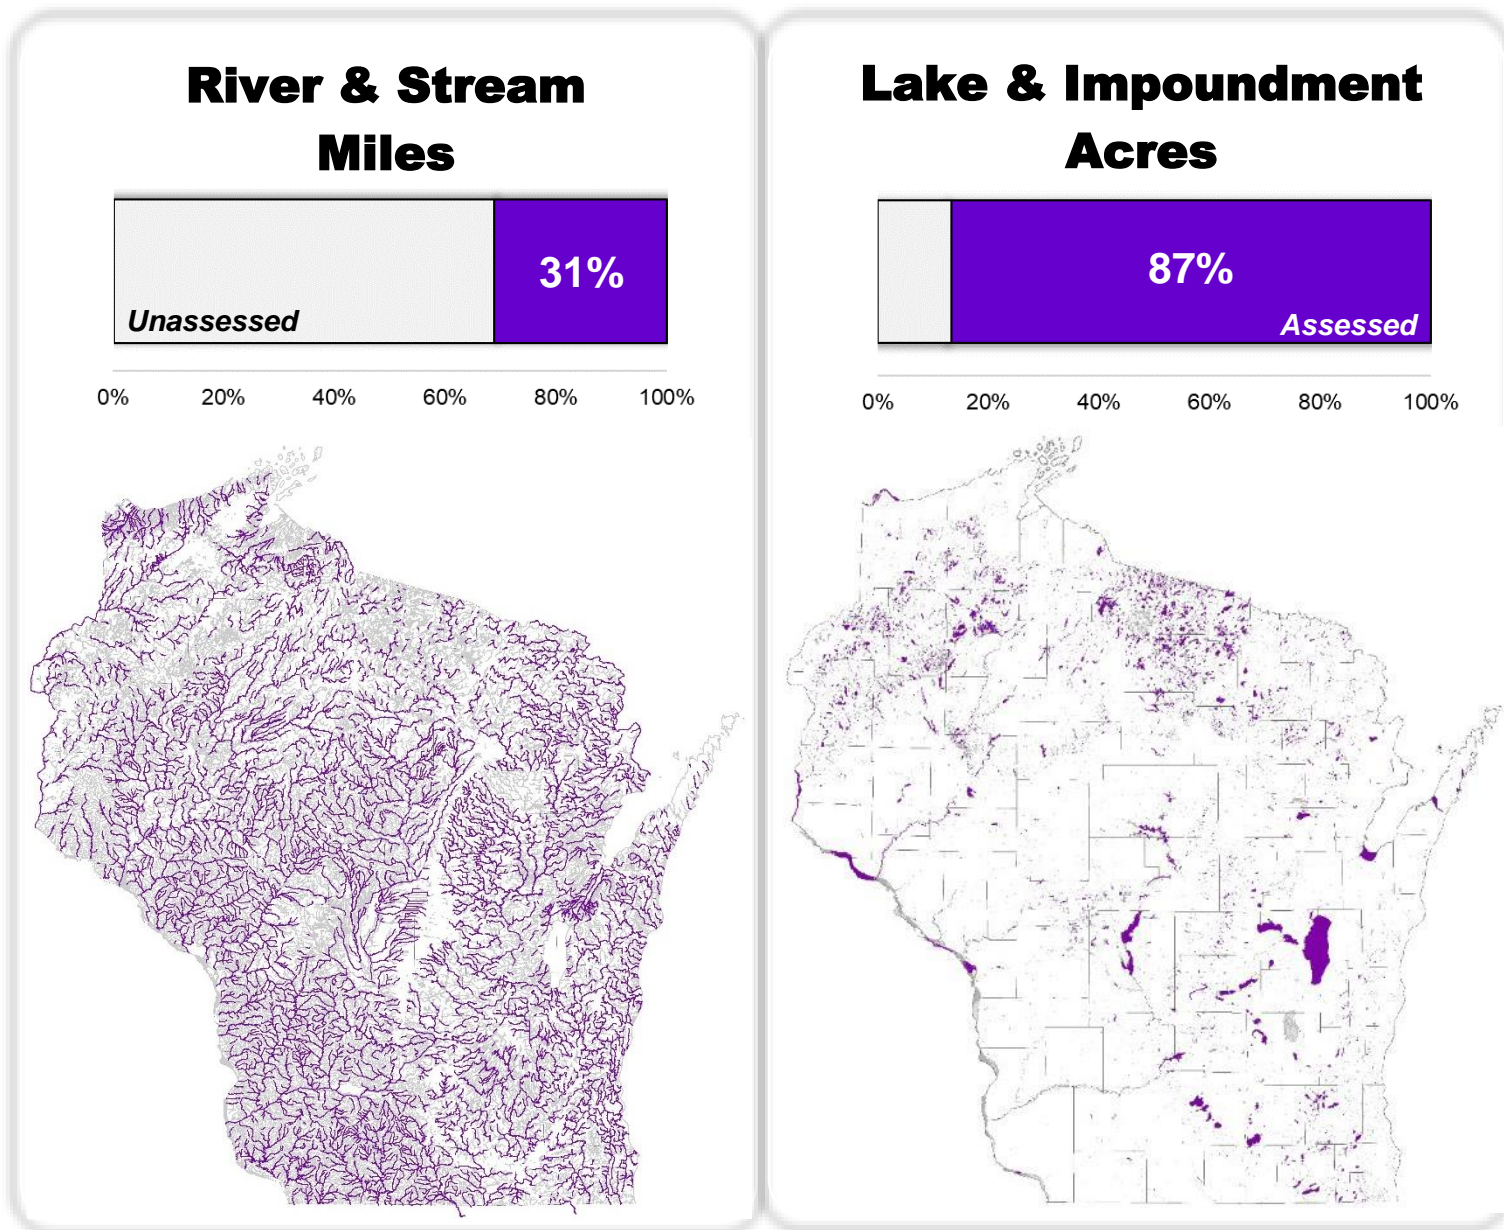 River & Stream
Miles
31%
Unassessed
0% 20% 40% 60% 80% 100%
Lake & Impoundment
Acres
87%
Assessed
0% 20% 40% 60% 80% 100%